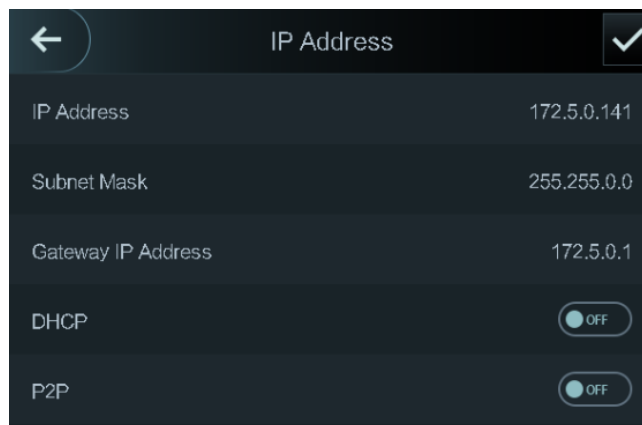 IP Address
IP Address 172.5.0.141
Subnet Mask 255.255.0.0
Gateway IP Address 172.5.0.1
DHCP OFF
P2P OFF